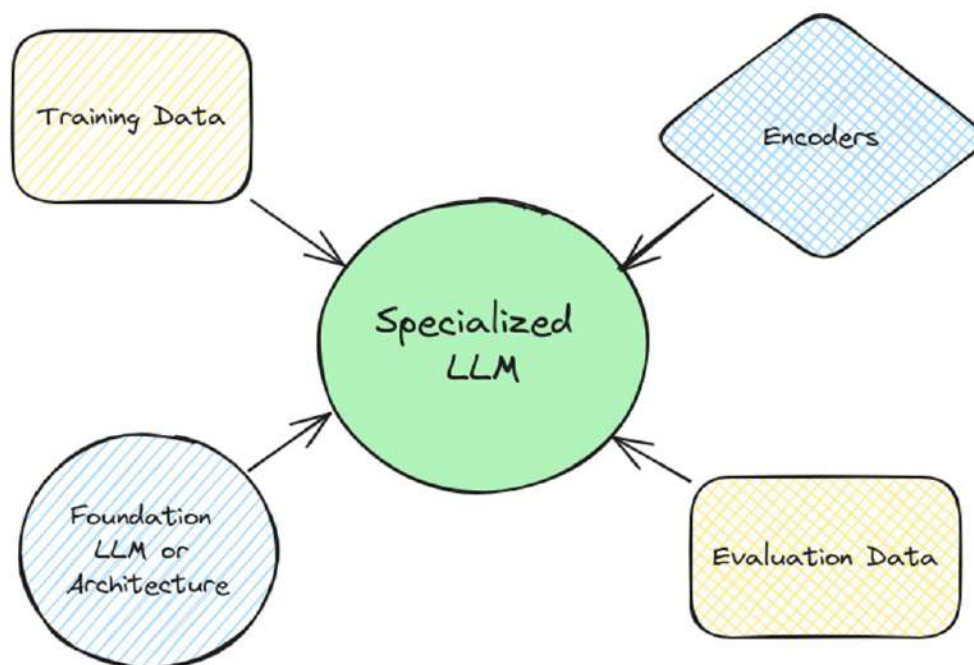 Training Data
Encoders
Specialized
LLM
Foundation
LLM or
Architecture
Evaluation Data